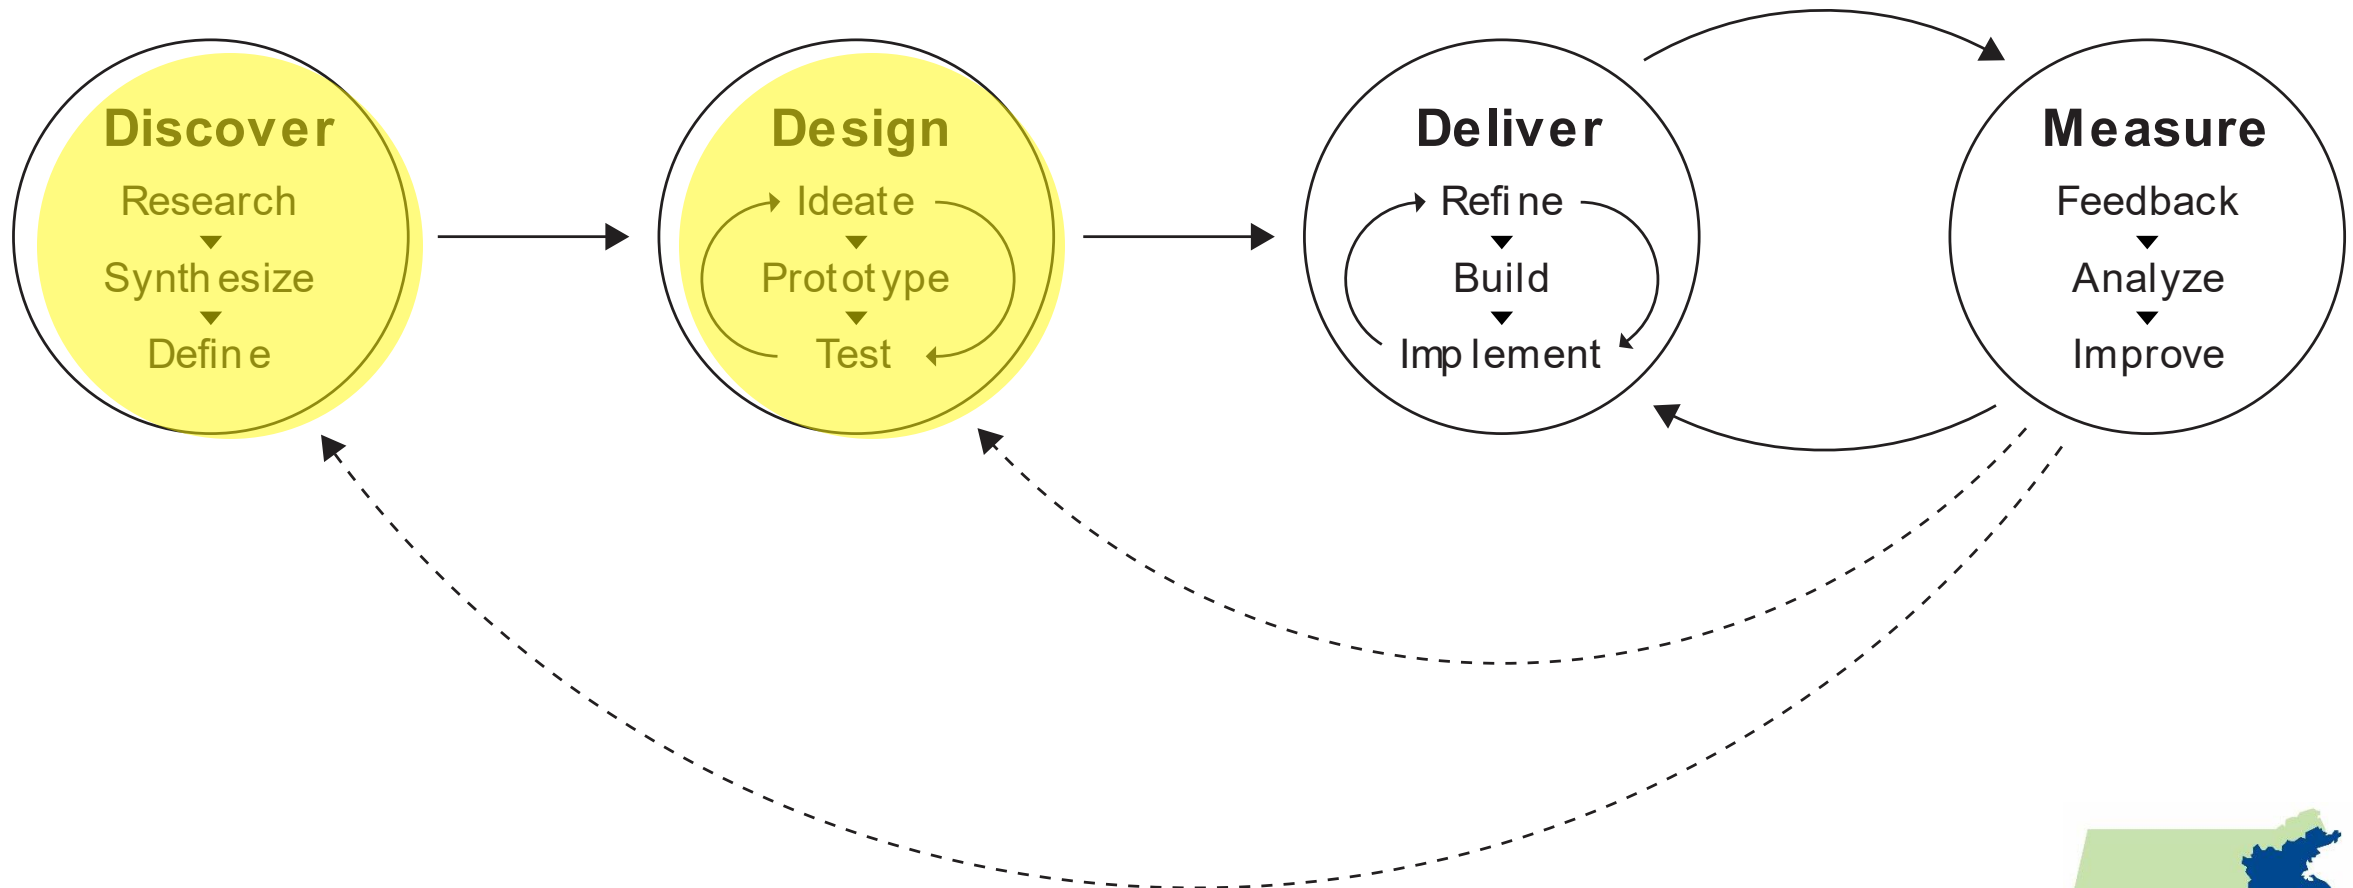 Discover
Research
Synthesize
Define
Design
Ideate
Prototype
Test
Deliver
Refine
Build
Implement
Measure
Feedback
Analyze
Improve